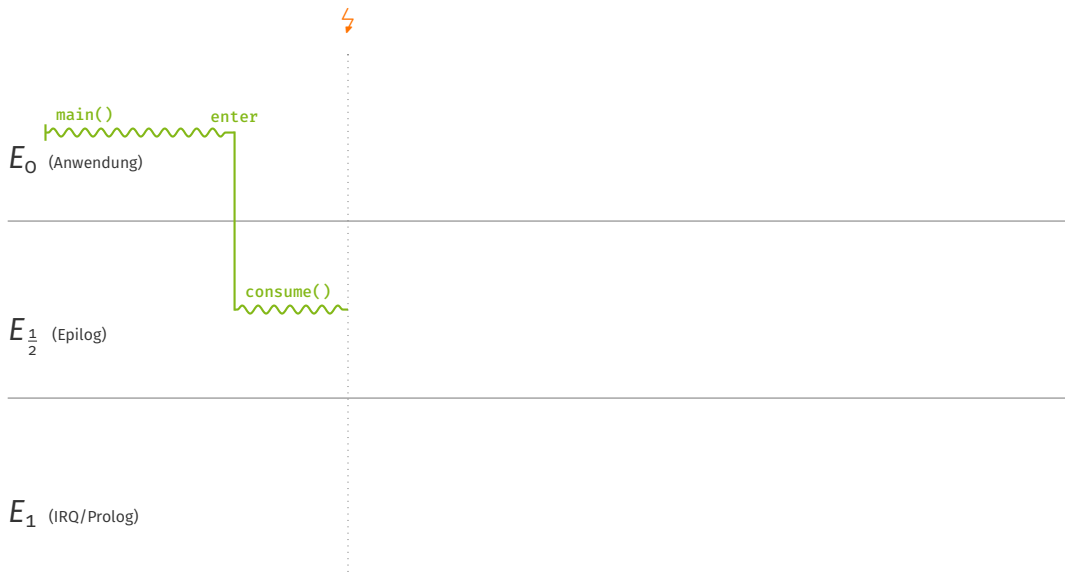 main()
enter
E0 (Anwendung)
consume()
E1/2 (Epilog)
E1 (IRQ/Prolog)